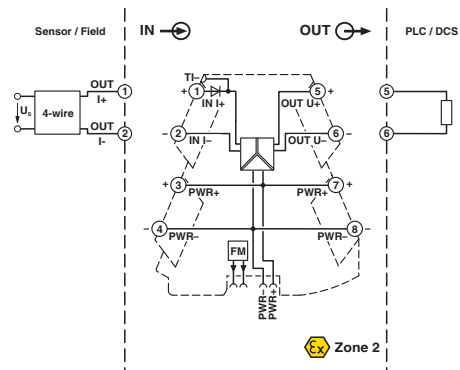 Sensor / Field
IN
OUT
PLC / DCS
TI–
OUT
I+
1
+ 1
IN I+
5 +
OUT U+
5
Us
4-wire
OUT
I-
2
– 2
IN I–
OUT U–
6 –
6
+ 3
PWR+
PWR+
7 +
– 4
PWR–
PWR–
8 –
FM
PWR–
PWR+
Ex Zone 2